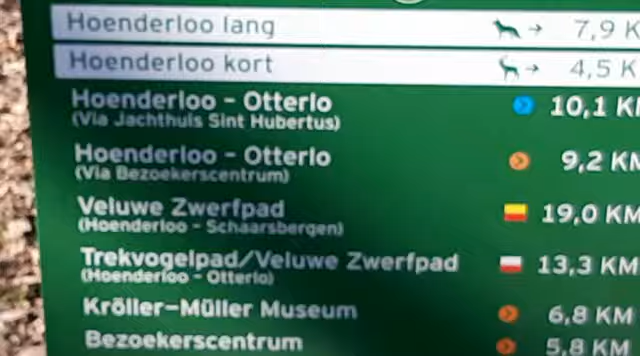 Hoenderloo lang → 7,9 K
Hoenderloo kort → 4,5 K
Hoenderloo - Otterlo 10,1 KM
(Via Jachthuis Sint Hubertus)
Hoenderloo - Otterlo 9,2 KM
(Via Bezoekerscentrum)
Veluwe Zwerfpad 19,0 KM
(Hoenderloo - Schaarsbergen)
Trekvogelpad/Veluwe Zwerfpad 13,3 KM
(Hoenderloo - Otterlo)
Kröller-Müller Museum 6,8 KM
Bezoekerscentrum 5,8 KM